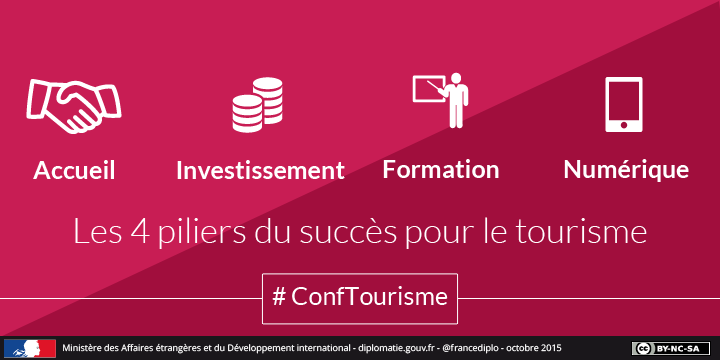 Accueil
Investissement
Formation
Numérique
Les 4 piliers du succès pour le tourisme
# ConfTourisme
Ministère des Affaires étrangères et du Développement international - diplomatie.gouv.fr - @francediplo - octobre 2015
cc BY-NC-SA